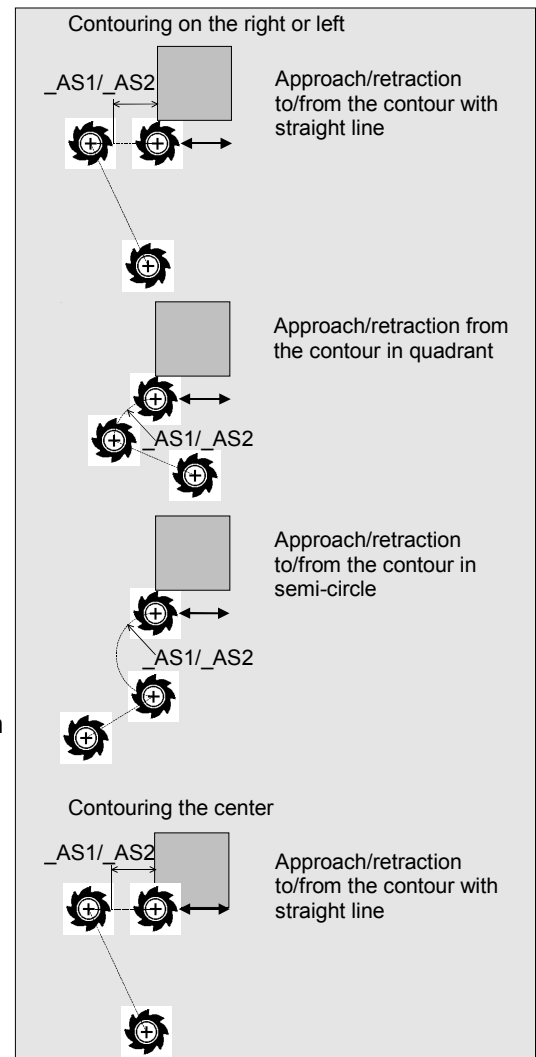 Contouring on the right or left
_AS1/_AS2
Approach/retraction
to/from the contour with
straight line
Approach/retraction from
the contour in quadrant
_AS1/_AS2
Approach/retraction
to/from the contour in
semi-circle
_AS1/_AS2
Contouring the center
_AS1/_AS2
Approach/retraction
to/from the contour with
straight line